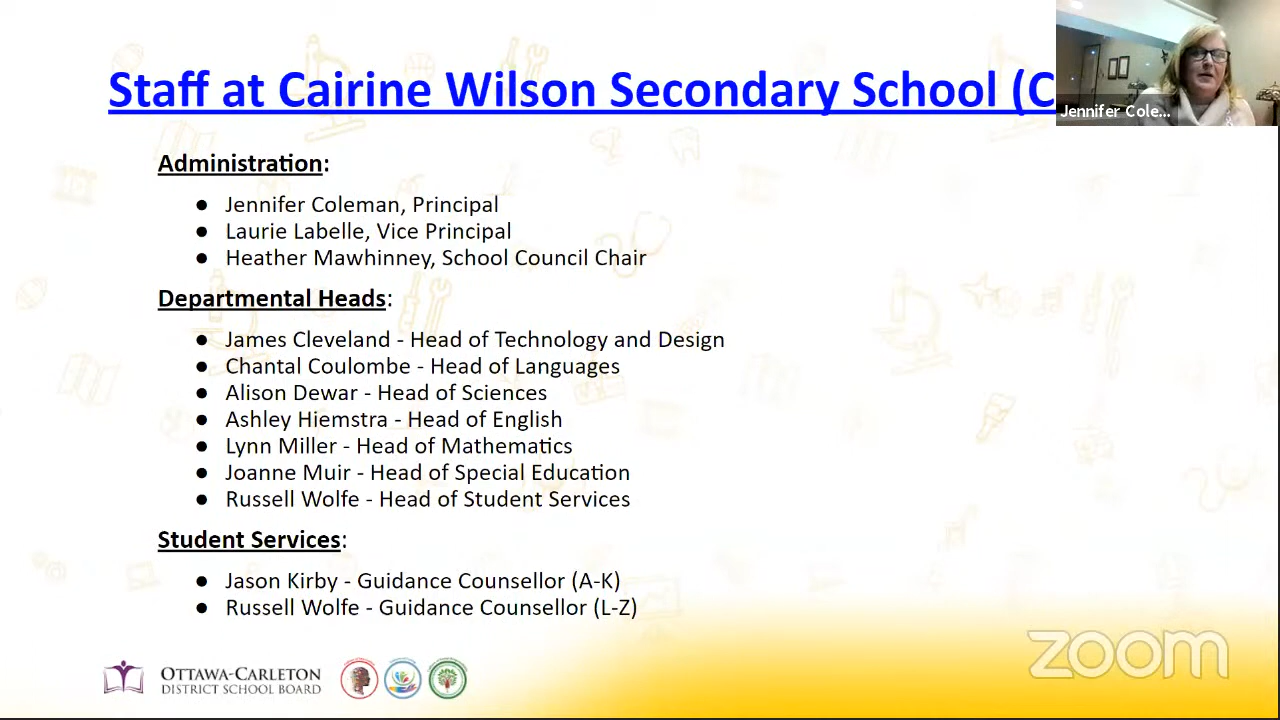 Staff at Cairine Wilson Secondary School (C
Jennifer Cole...
Administration:
● Jennifer Coleman, Principal
● Laurie Labelle, Vice Principal
● Heather Mawhinney, School Council Chair
Departmental Heads:
● James Cleveland - Head of Technology and Design
● Chantal Coulombe - Head of Languages
● Alison Dewar - Head of Sciences
● Ashley Hiemstra - Head of English
● Lynn Miller - Head of Mathematics
● Joanne Muir - Head of Special Education
● Russell Wolfe - Head of Student Services
Student Services:
● Jason Kirby - Guidance Counsellor (A-K)
● Russell Wolfe - Guidance Counsellor (L-Z)
OTTAWA-CARLETON
DISTRICT SCHOOL BOARD
zoom